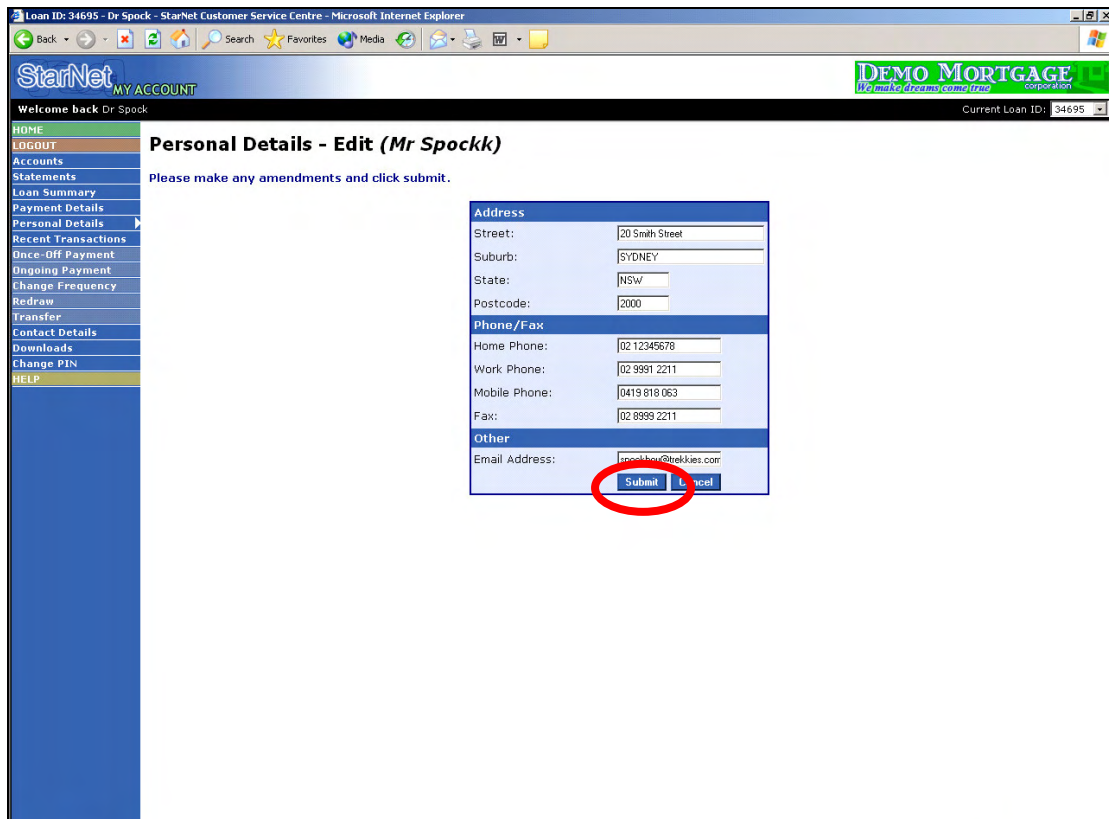 Loan ID: 34695 - Dr Spock - StarNet Customer Service Centre - Microsoft Internet Explorer
Back Search Favorites Media
StarNet MY ACCOUNT
DEMO MORTGAGE
We make dreams come true corporation
Welcome back Dr Spock Current Loan ID: 34695
HOME
LOGOUT
Accounts
Statements
Loan Summary
Payment Details
Personal Details
Recent Transactions
Once-Off Payment
Ongoing Payment
Change Frequency
Redraw
Transfer
Contact Details
Downloads
Change PIN
HELP
Personal Details - Edit (Mr Spockk)
Please make any amendments and click submit.
Address
Street: 20 Smith Street
Suburb: SYDNEY
State: NSW
Postcode: 2000
Phone/Fax
Home Phone: 02 12345678
Work Phone: 02 9991 2211
Mobile Phone: 0419 818 063
Fax: 02 8999 2211
Other
Email Address:
Submit Cancel